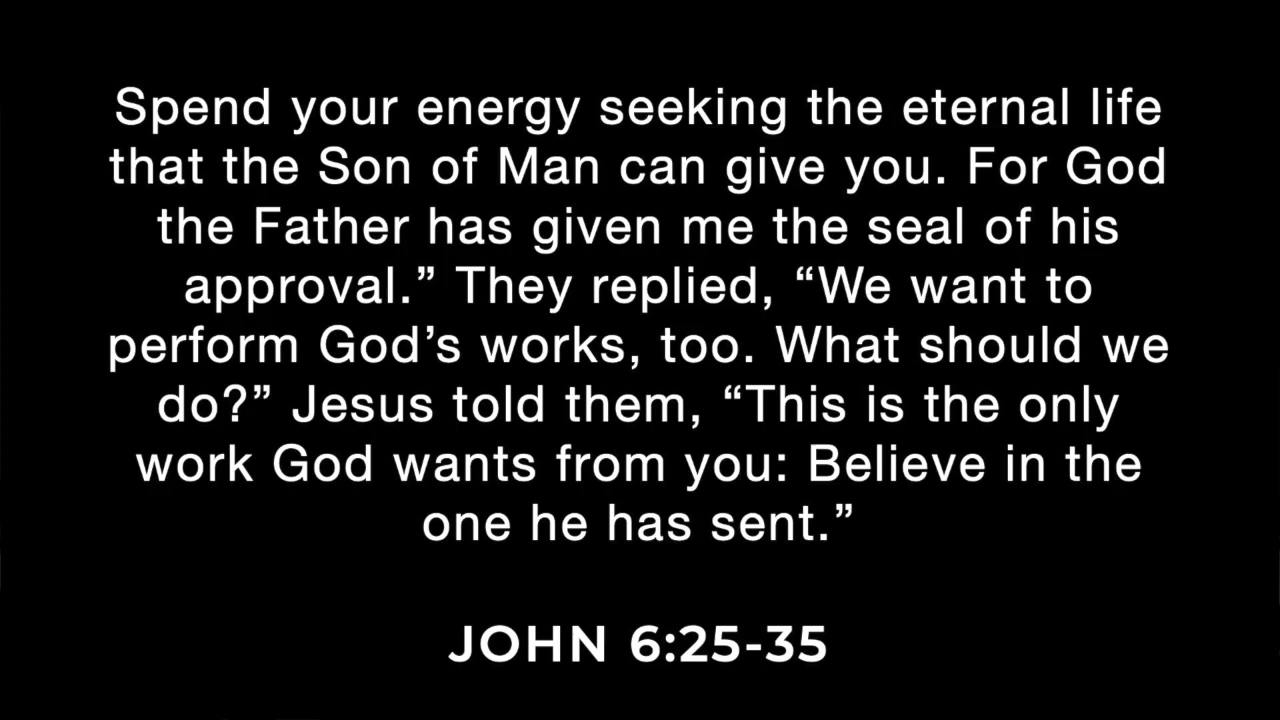 Spend your energy seeking the eternal life
that the Son of Man can give you. For God
the Father has given me the seal of his
approval.” They replied, “We want to
perform God’s works, too. What should we
do?” Jesus told them, “This is the only
work God wants from you: Believe in the
one he has sent.”
JOHN 6:25-35